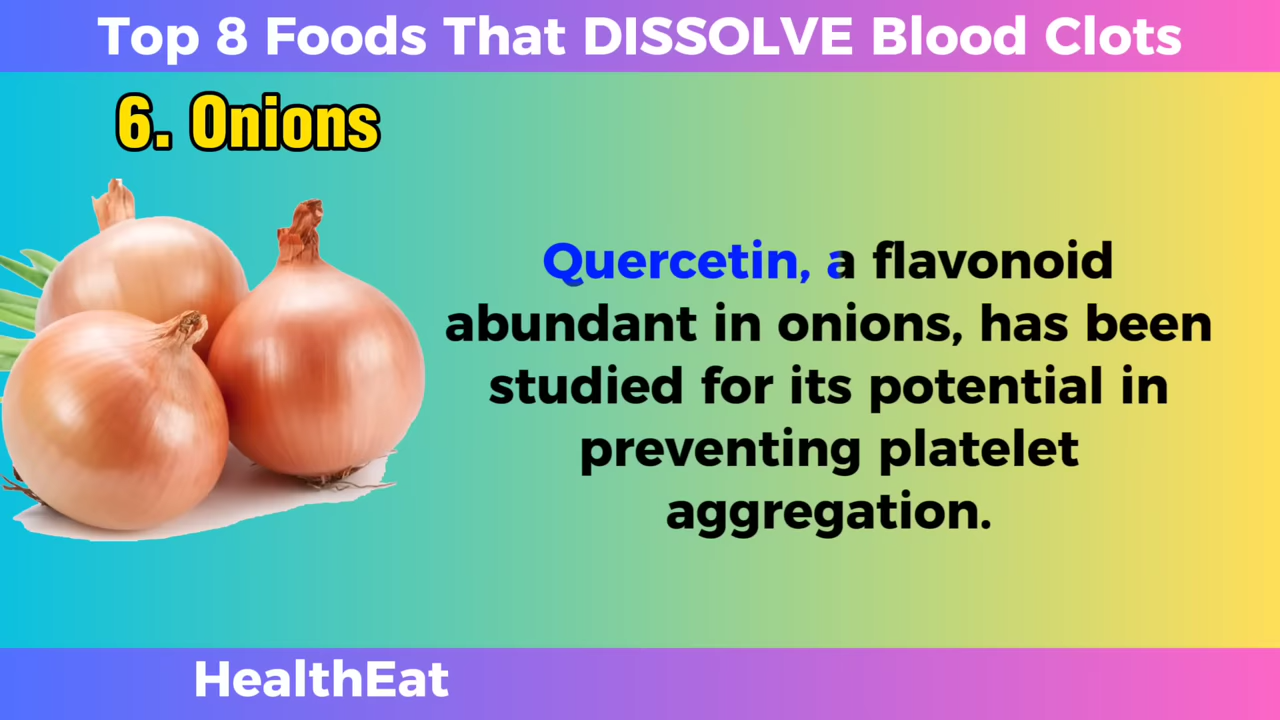 Top 8 Foods That DISSOLVE Blood Clots
6. Onions
Quercetin, a flavonoid
abundant in onions, has been
studied for its potential in
preventing platelet
aggregation.
HealthEat